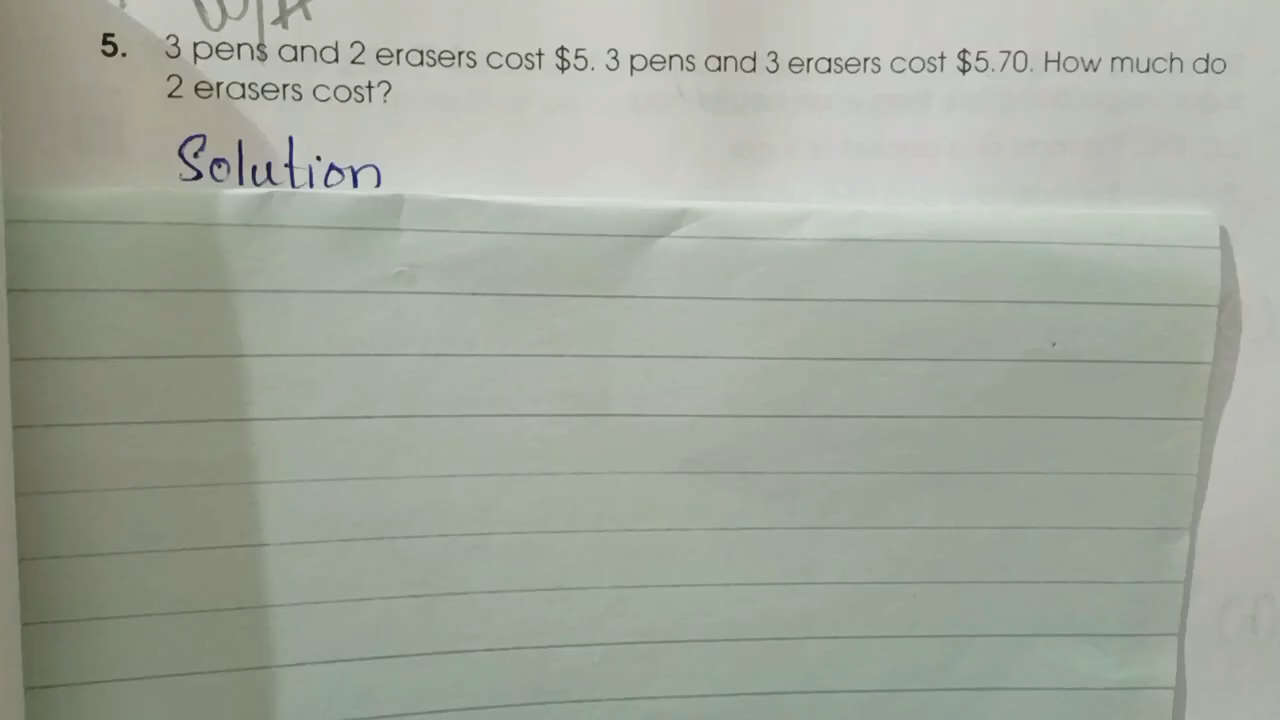 5. 3 pens and 2 erasers cost $5. 3 pens and 3 erasers cost $5.70. How much do
2 erasers cost?
Solution